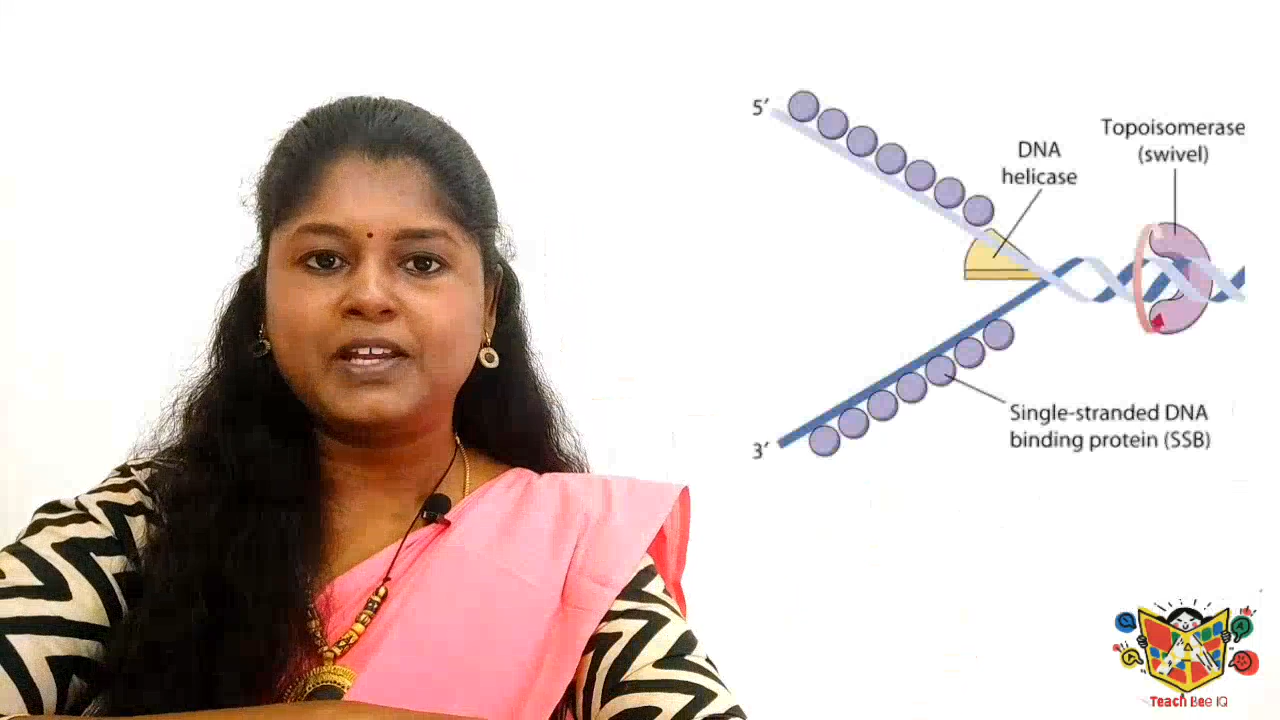 5′
Topoisomerase
(swivel)
DNA
helicase
Single-stranded DNA
binding protein (SSB)
3′
Teach Bee IQ